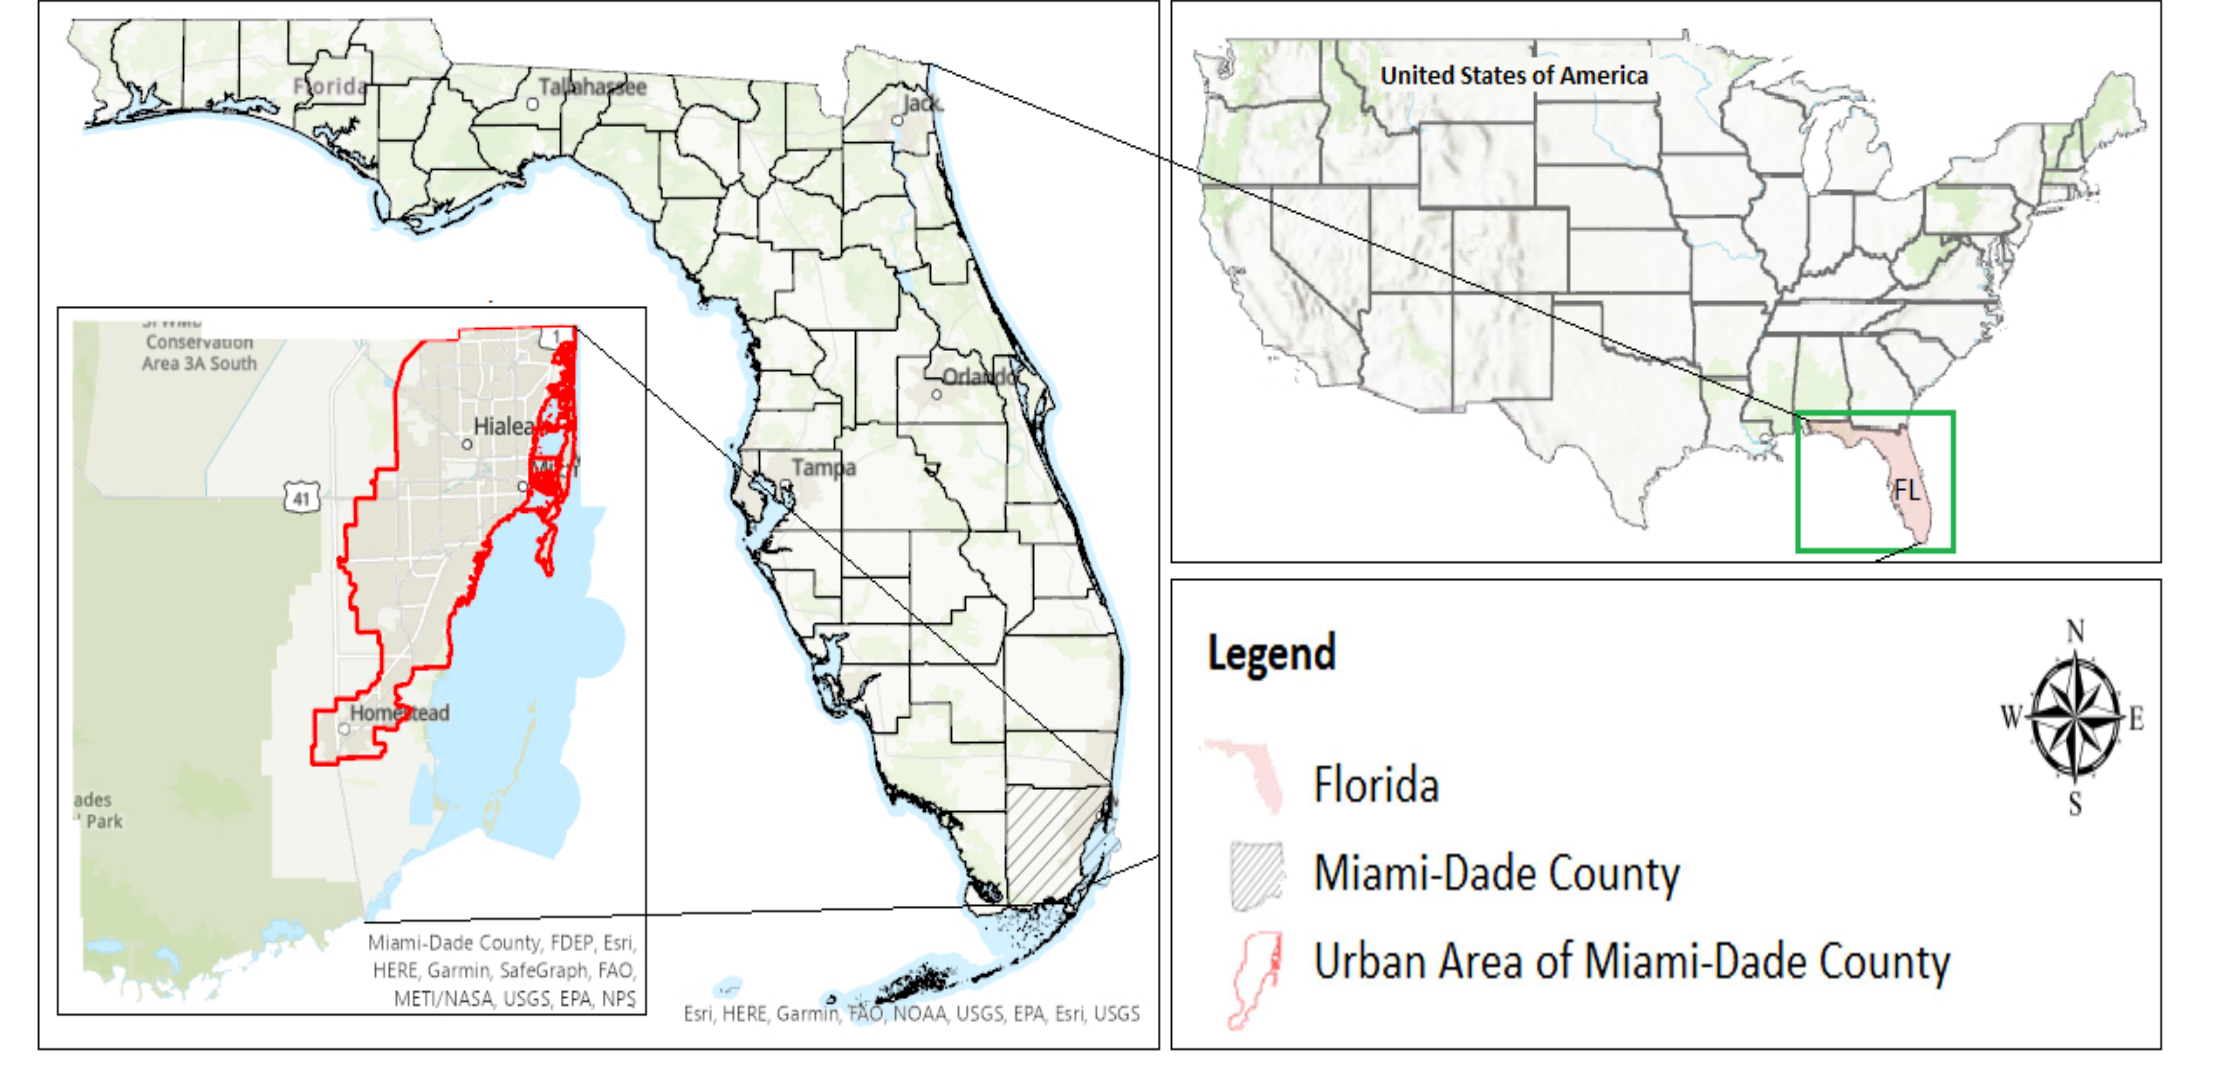 Florida
Tallahassee
Jack.
Orlando
Tampa
Conservation
Area 3A South
1
Hialea
41
Homestead
ades
l Park
Miami-Dade County, FDEP, Esri,
HERE, Garmin, SafeGraph, FAO,
METI/NASA, USGS, EPA, NPS
Esri, HERE, Garmin, FAO, NOAA, USGS, EPA, Esri, USGS
United States of America
FL
Legend
N
W E
S
Florida
Miami-Dade County
Urban Area of Miami-Dade County